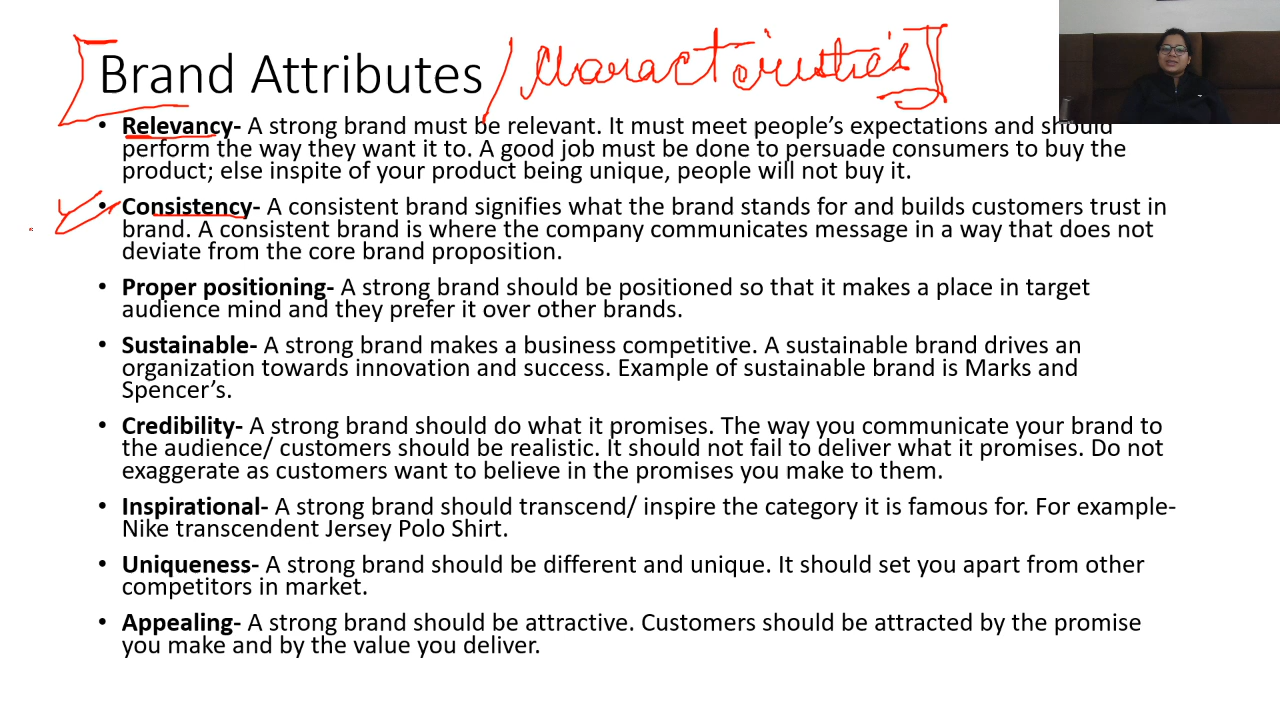 Brand Attributes / Characteristics
• Relevancy- A strong brand must be relevant. It must meet people’s expectations and should
perform the way they want it to. A good job must be done to persuade consumers to buy the
product; else inspite of your product being unique, people will not buy it.
• Consistency- A consistent brand signifies what the brand stands for and builds customers trust in
brand. A consistent brand is where the company communicates message in a way that does not
deviate from the core brand proposition.
• Proper positioning- A strong brand should be positioned so that it makes a place in target
audience mind and they prefer it over other brands.
• Sustainable- A strong brand makes a business competitive. A sustainable brand drives an
organization towards innovation and success. Example of sustainable brand is Marks and
Spencer’s.
• Credibility- A strong brand should do what it promises. The way you communicate your brand to
the audience/ customers should be realistic. It should not fail to deliver what it promises. Do not
exaggerate as customers want to believe in the promises you make to them.
• Inspirational- A strong brand should transcend/ inspire the category it is famous for. For example-
Nike transcendent Jersey Polo Shirt.
• Uniqueness- A strong brand should be different and unique. It should set you apart from other
competitors in market.
• Appealing- A strong brand should be attractive. Customers should be attracted by the promise
you make and by the value you deliver.